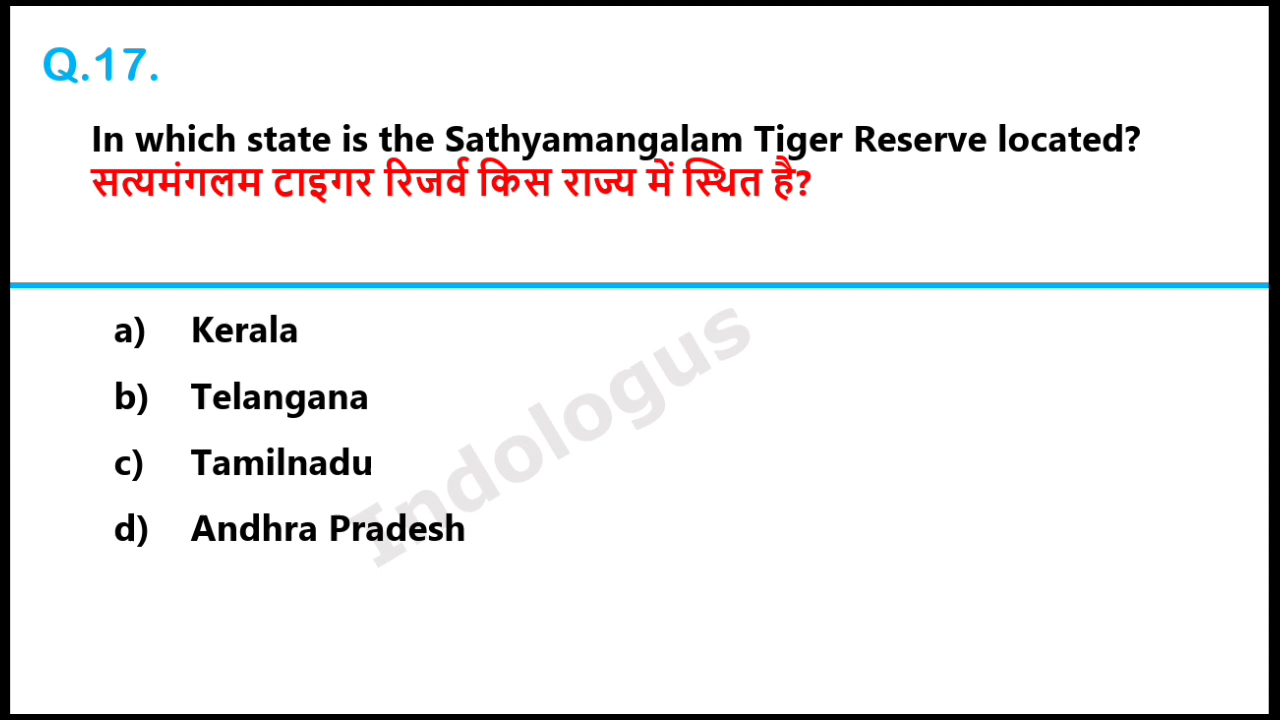 Q.17.
In which state is the Sathyamangalam Tiger Reserve located?
सत्यमंगलम टाइगर रिजर्व किस राज्य में स्थित है?
a) Kerala
b) Telangana
c) Tamilnadu
d) Andhra Pradesh
Indologus